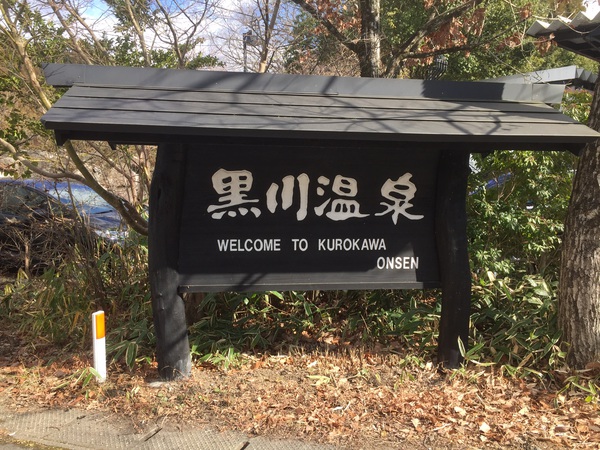 黒川温泉
WELCOME TO KUROKAWA
ONSEN